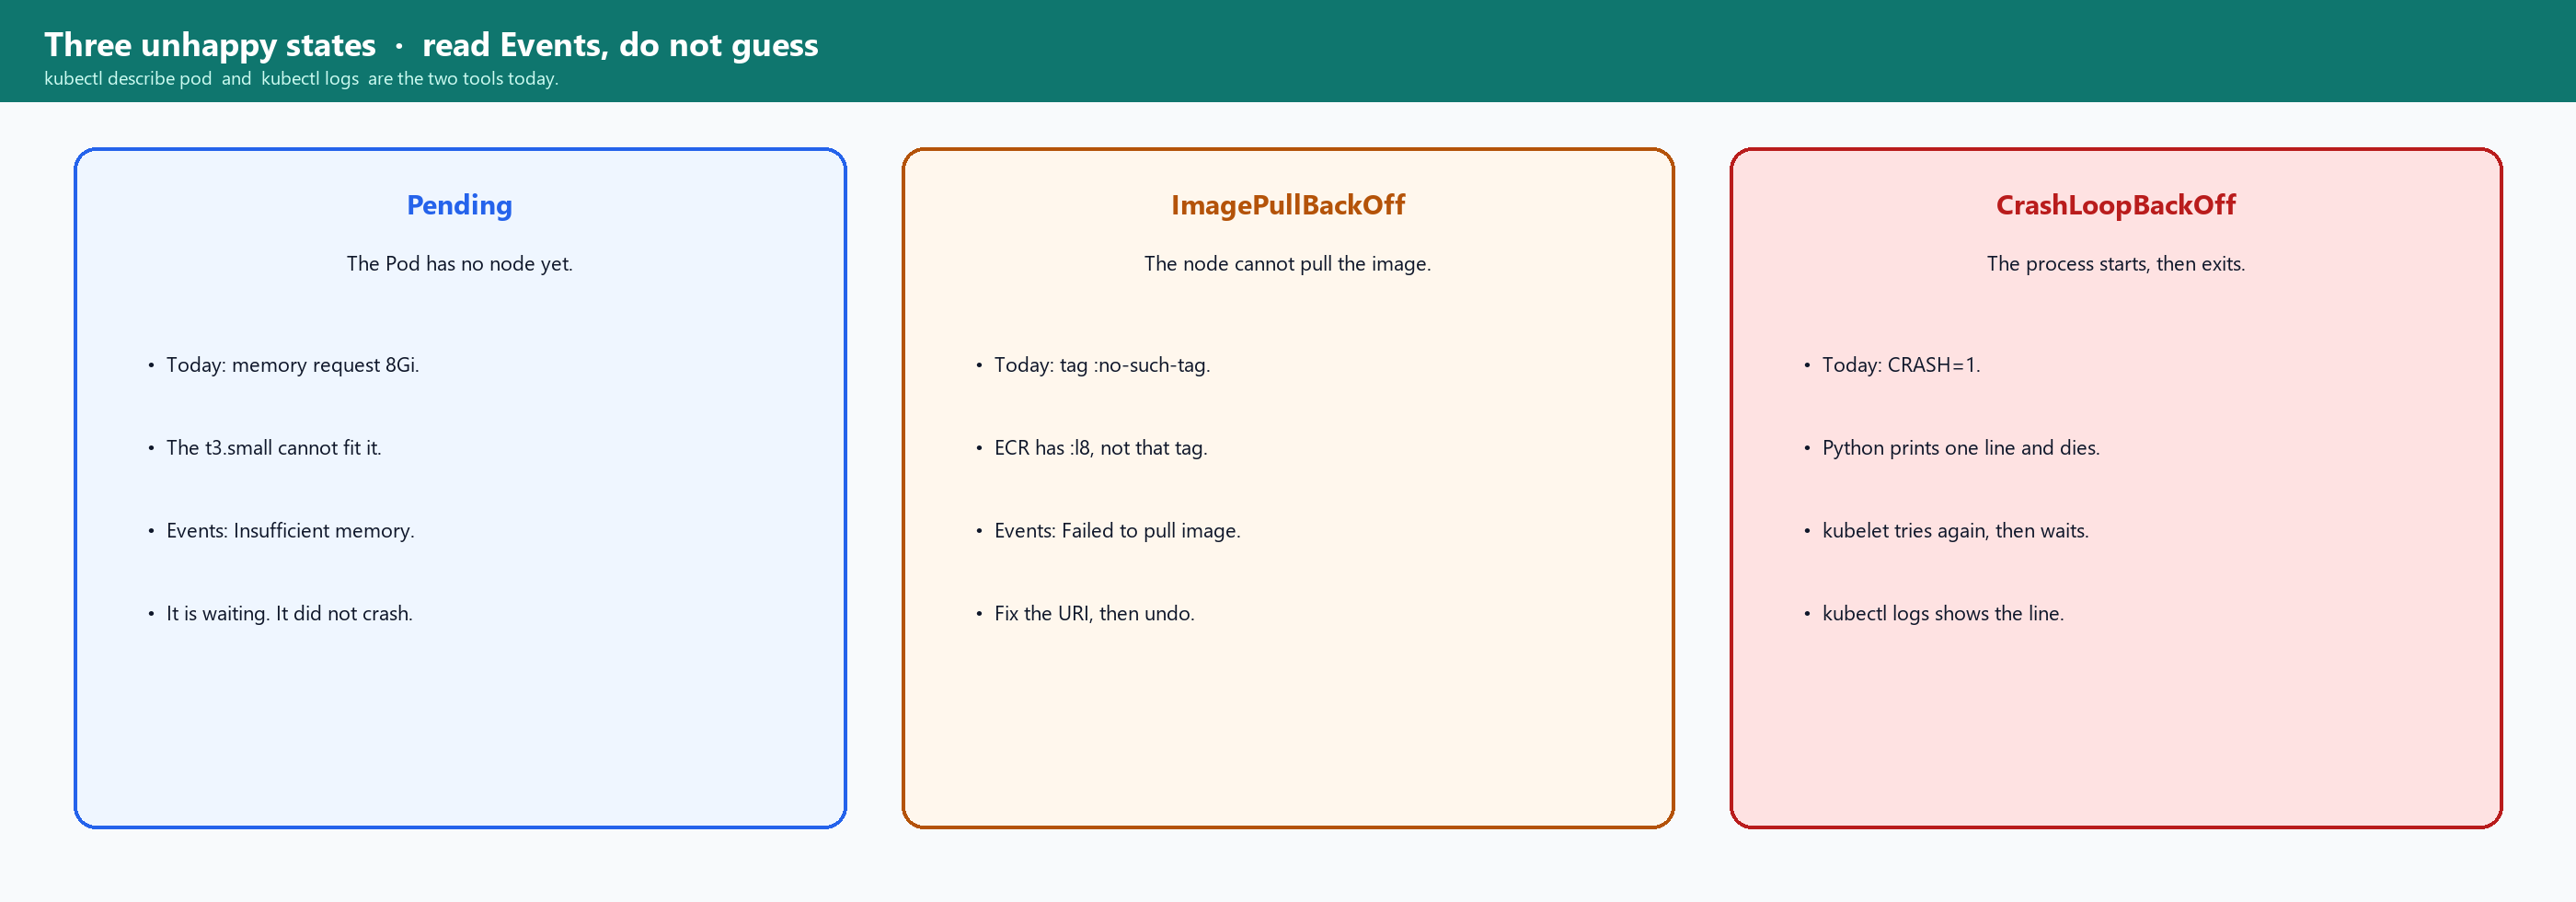 Three unhappy states · read Events, do not guess
kubectl describe pod and kubectl logs are the two tools today.
Pending
The Pod has no node yet.
• Today: memory request 8Gi.
• The t3.small cannot fit it.
• Events: Insufficient memory.
• It is waiting. It did not crash.
ImagePullBackOff
The node cannot pull the image.
• Today: tag :no-such-tag.
• ECR has :l8, not that tag.
• Events: Failed to pull image.
• Fix the URI, then undo.
CrashLoopBackOff
The process starts, then exits.
• Today: CRASH=1.
• Python prints one line and dies.
• kubelet tries again, then waits.
• kubectl logs shows the line.